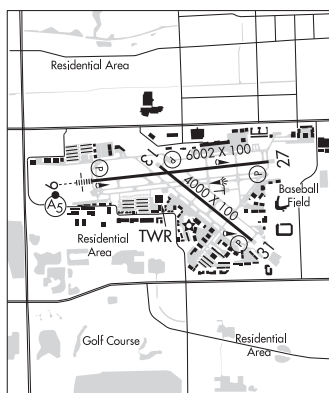 Residential Area
6002 X 100
P
P
13
27
P
9
4000 X 100
Baseball
Field
A5
TWR
Residential
Area
P
31
Golf Course
Residential
Area